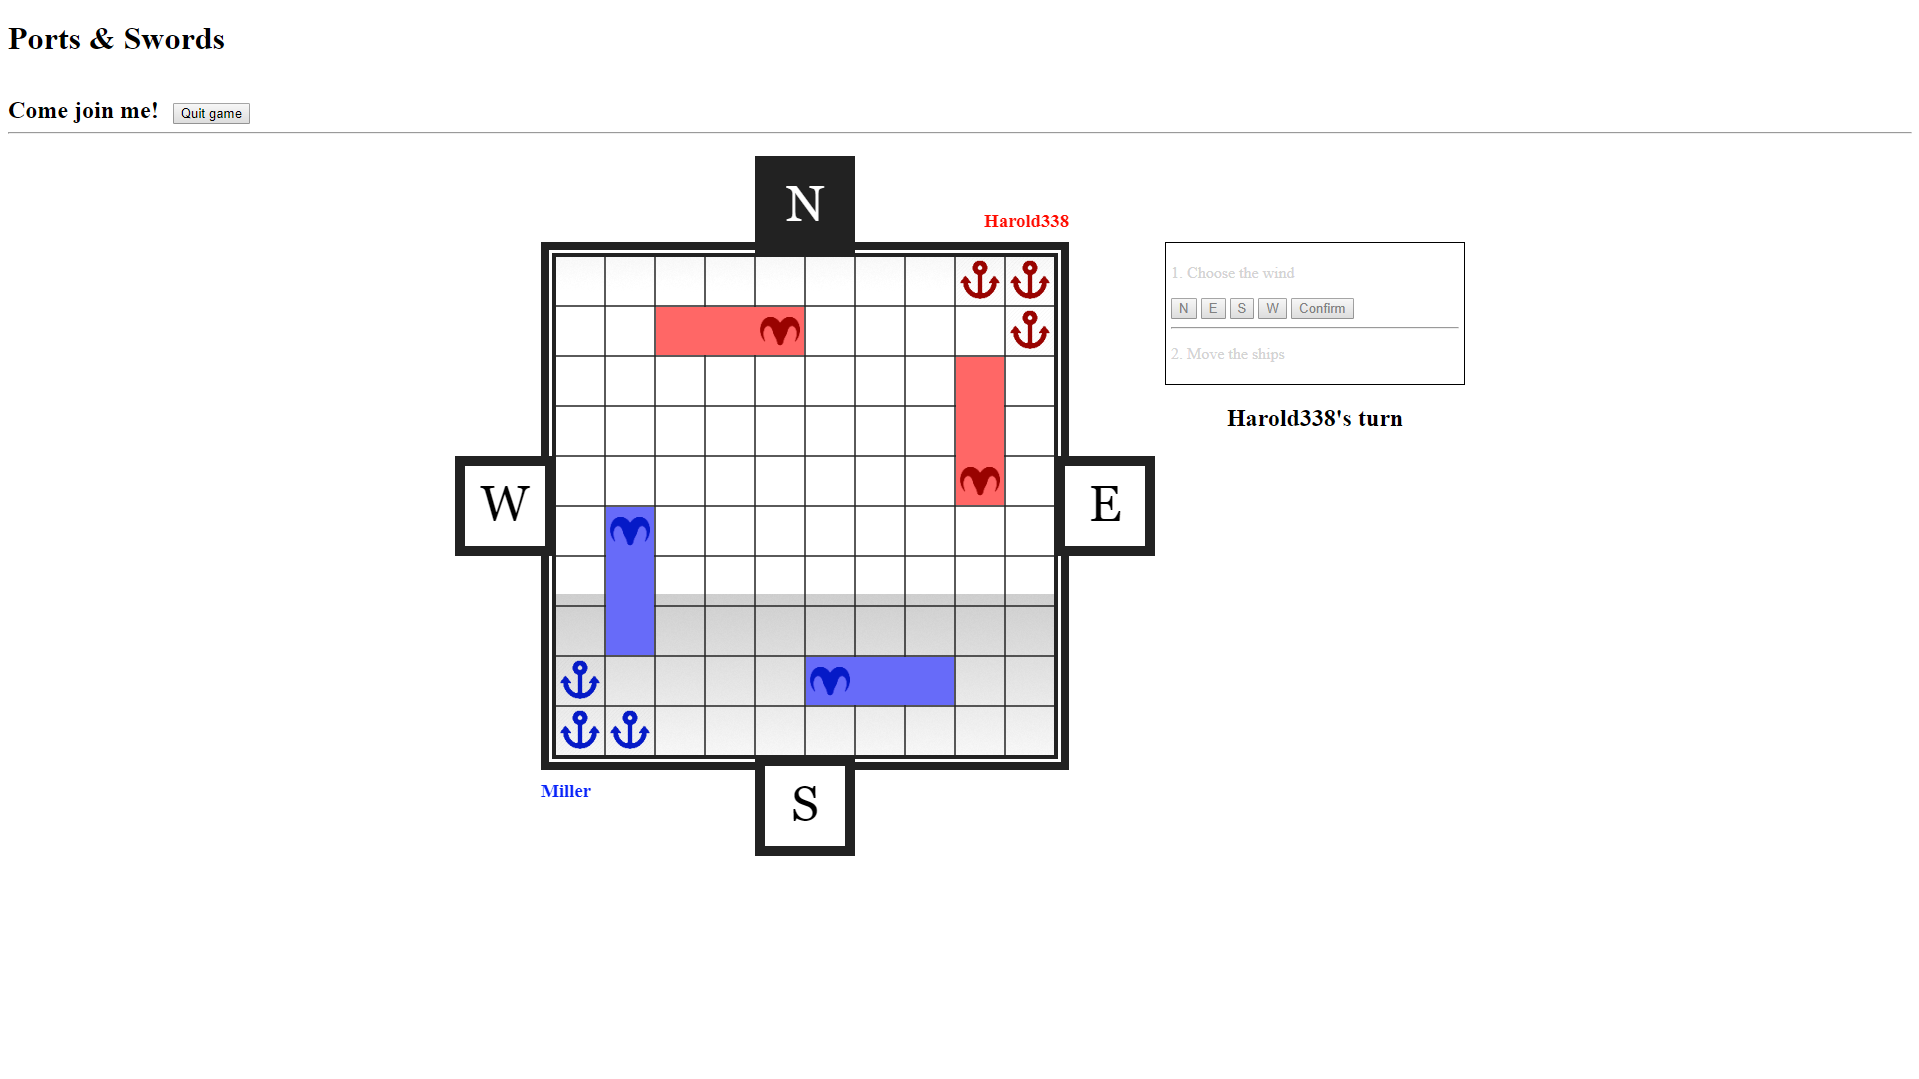 Ports & Swords
Come join me!
Quit game
N
Harold338
1. Choose the wind
N E S W Confirm
2. Move the ships
Harold338's turn
W
E
Miller
S